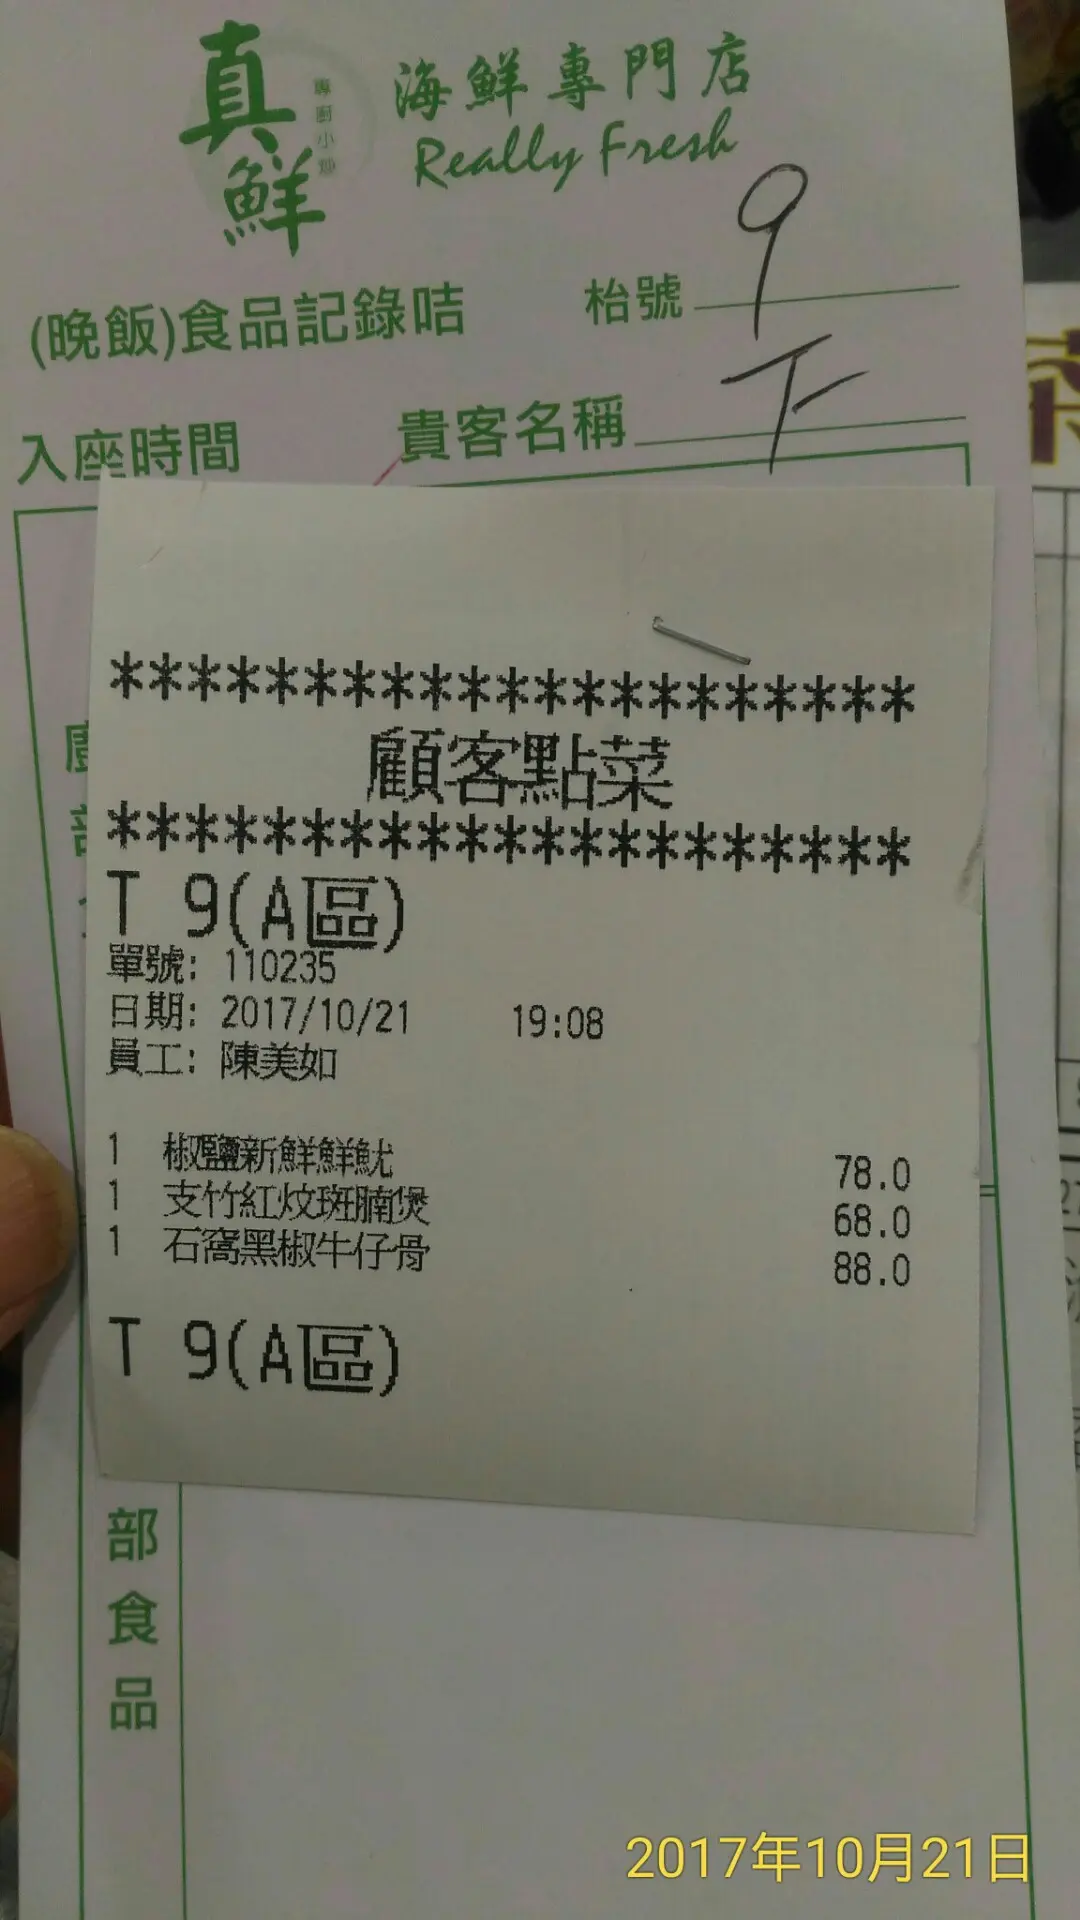 真鮮
專廚小炒
海鮮專門店
Really Fresh
(晚飯)食品記錄咭
枱號 9
入座時間
貴客名稱 下
********************* 
顧客點菜
*********************
T 9(A區)
單號: 110235
日期: 2017/10/21 19:08
員工: 陳美如
1 椒鹽新鮮鮮魷 78.0
1 支竹紅炆斑腩煲 68.0
1 石窩黑椒牛仔骨 88.0
T 9(A區)
部食品
2017年10月21日